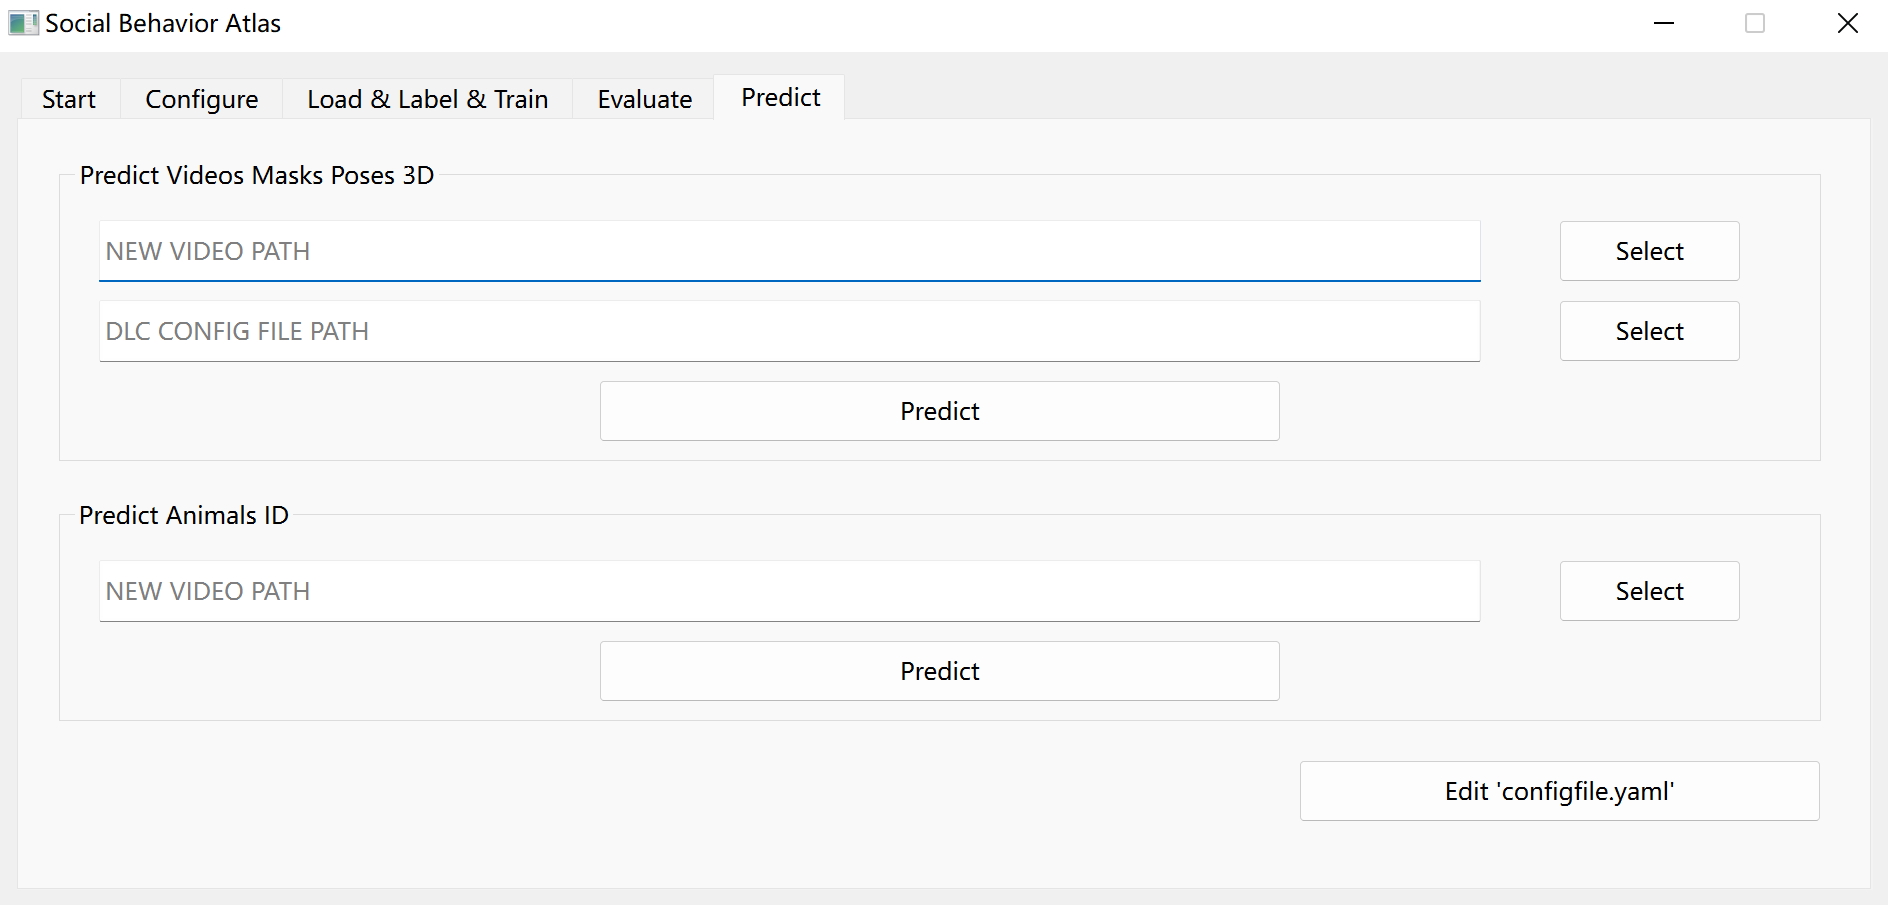 Social Behavior Atlas
Start Configure Load & Label & Train Evaluate Predict
Predict Videos Masks Poses 3D
NEW VIDEO PATH Select
DLC CONFIG FILE PATH Select
Predict
Predict Animals ID
NEW VIDEO PATH Select
Predict
Edit 'configfile.yaml'